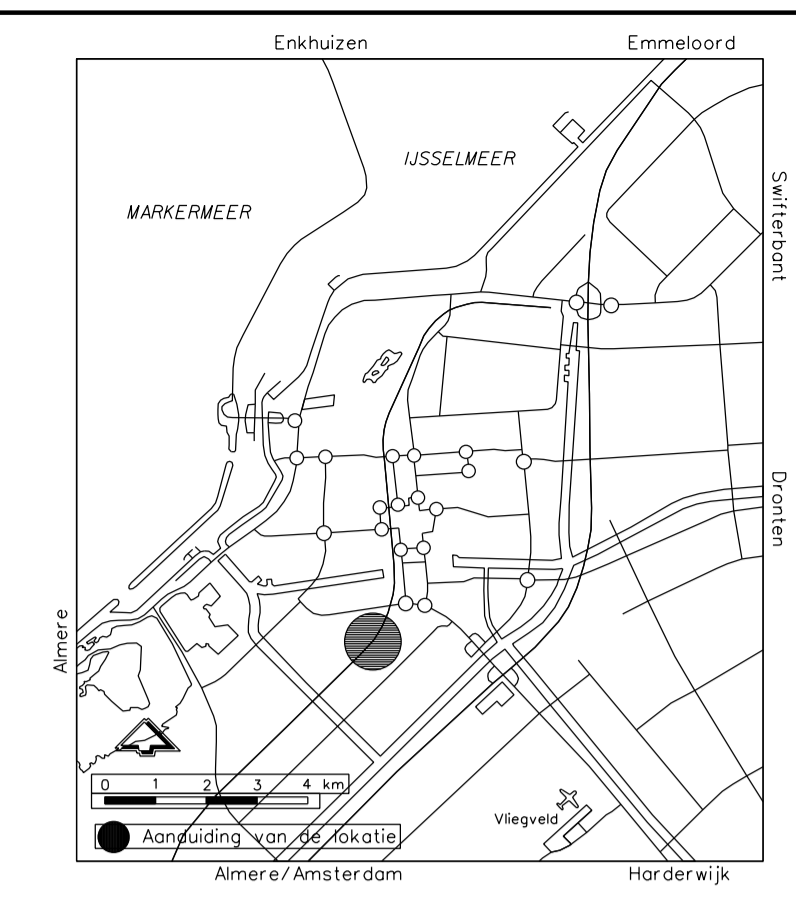 Enkhuizen
Emmeloord
IJSSELMEER
MARKERMEER
Swifterbant
Dronten
Almere
0 1 2 3 4 km
Vliegveld
Aanduiding van de lokatie
Almere/Amsterdam
Harderwijk